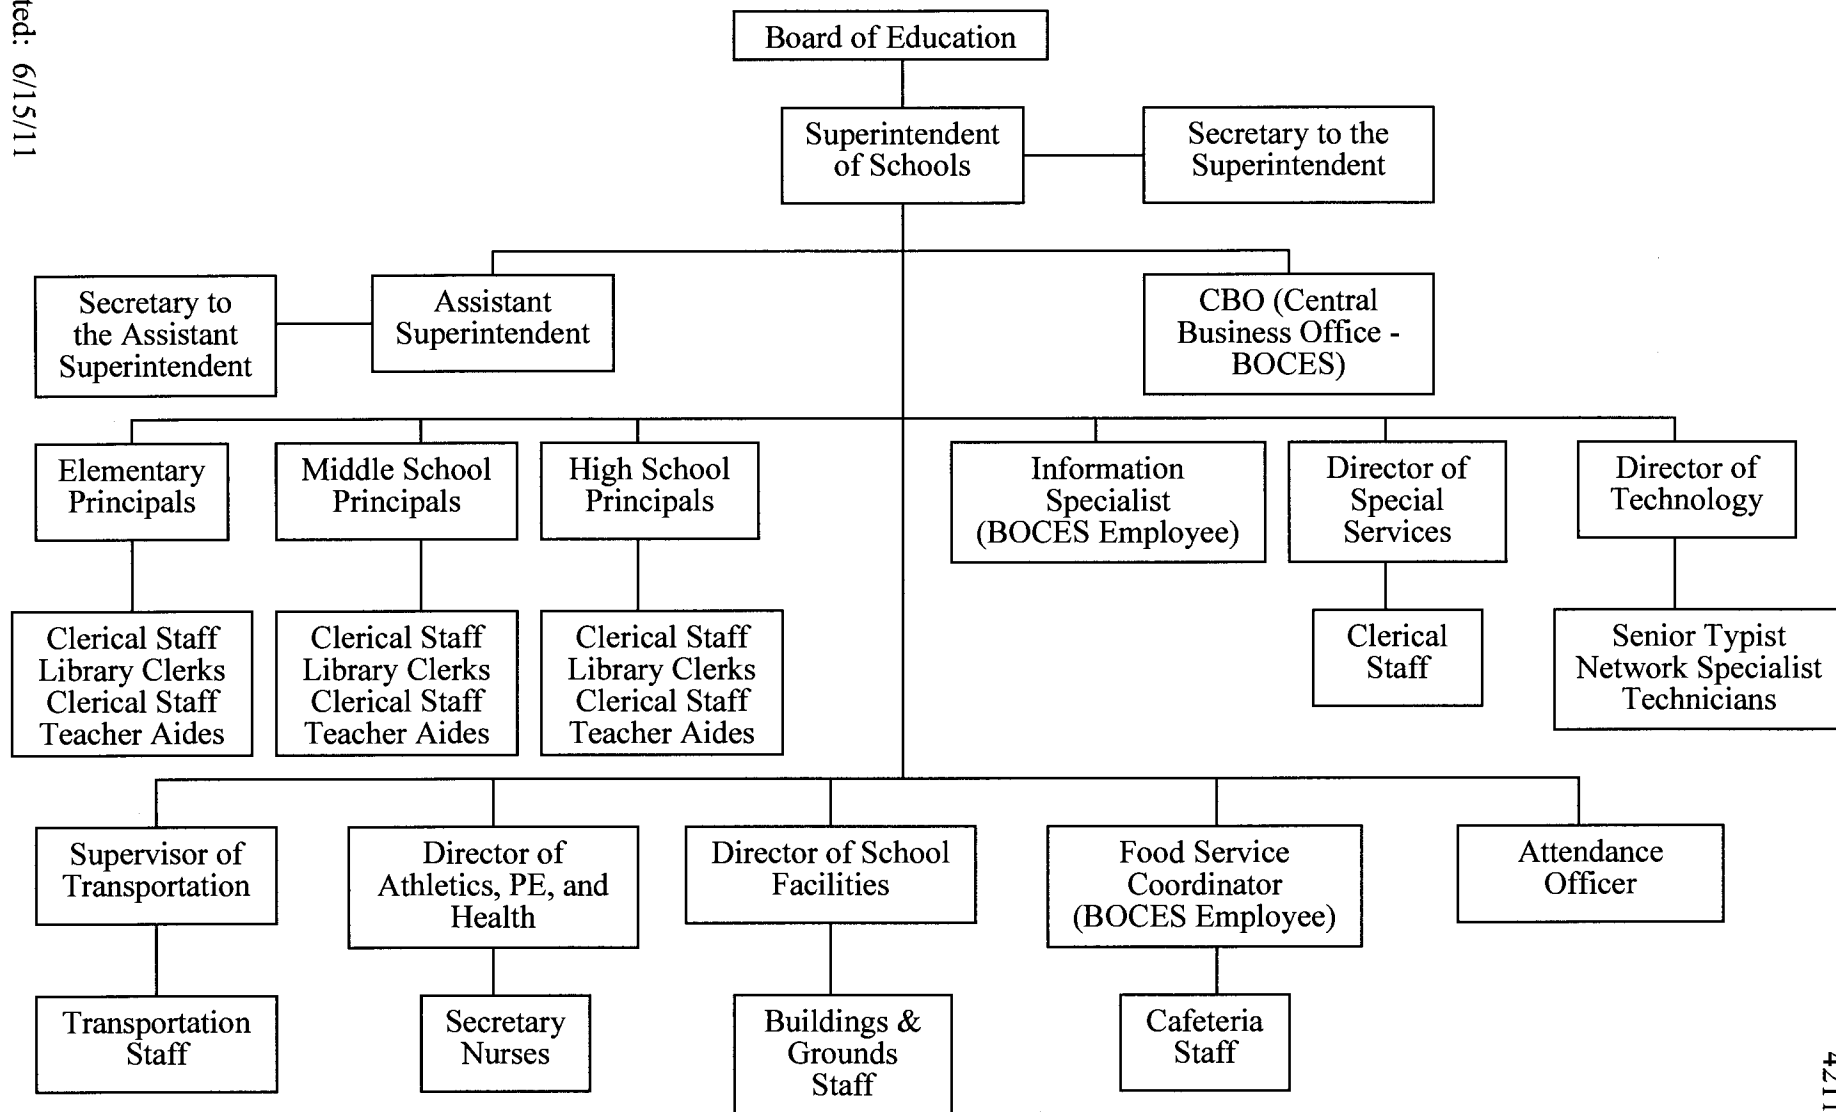 Board of Education
Superintendent
of Schools
Secretary to the
Superintendent
Secretary to
the Assistant
Superintendent
Assistant
Superintendent
CBO (Central
Business Office -
BOCES)
Elementary
Principals
Middle School
Principals
High School
Principals
Information
Specialist
(BOCES Employee)
Director of
Special
Services
Director of
Technology
Clerical Staff
Library Clerks
Clerical Staff
Teacher Aides
Clerical Staff
Library Clerks
Clerical Staff
Teacher Aides
Clerical Staff
Library Clerks
Clerical Staff
Teacher Aides
Clerical
Staff
Senior Typist
Network Specialist
Technicians
Supervisor of
Transportation
Director of
Athletics, PE, and
Health
Director of School
Facilities
Food Service
Coordinator
(BOCES Employee)
Attendance
Officer
Transportation
Staff
Secretary
Nurses
Buildings &
Grounds
Staff
Cafeteria
Staff
ted: 6/15/11